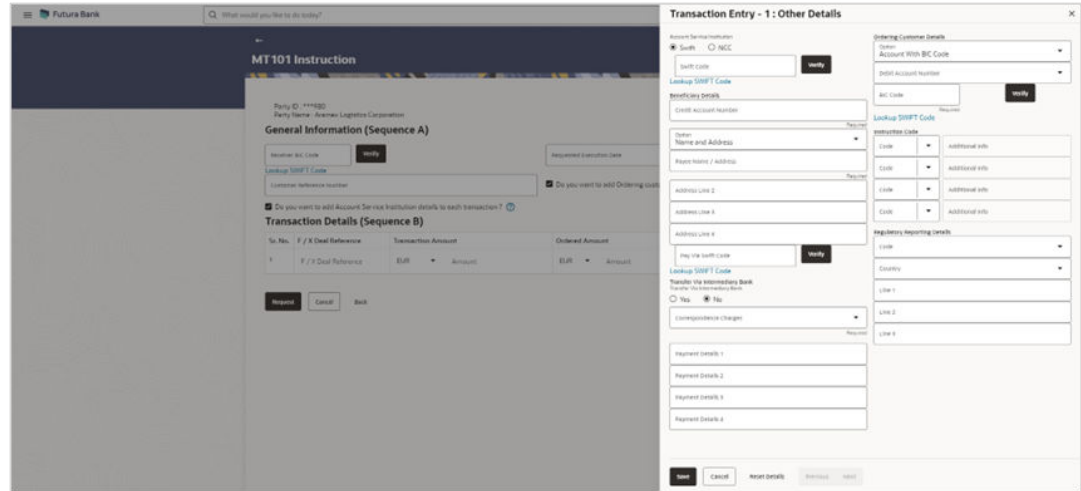 Futura Bank
What would you like to do today?
MT101 Instruction
Party ID : ***980
Party Name : Aremex Logistics Corporation
General Information (Sequence A)
Receiver BIC Code
Verify
Requested Execution Date
Lookup SWIFT Code
Customer Reference Number
Do you want to add Ordering cust
Do you want to add Account Service Institution details to each transaction ?
Transaction Details (Sequence B)
Sr. No. F / X Deal Reference Transaction Amount Ordered Amount
1 F / X Deal Reference EUR Amount EUR Amount
Request Cancel Back
Transaction Entry - 1 : Other Details
Account Service Institution
Swift NCC
Swift Code
Verify
Lookup SWIFT Code
Beneficiary Details
Credit Account Number
Required
Option
Name and Address
Payee Name / Address
Required
Address Line 2
Address Line 3
Address Line 4
Pay Via Swift Code
Verify
Lookup SWIFT Code
Transfer Via Intermediary Bank
Transfer Via Intermediary Bank
Yes No
Correspondence Charges
Required
Payment Details 1
Payment Details 2
Payment Details 3
Payment Details 4
Ordering Customer Details
Option
Account With BIC Code
Debit Account Number
BIC Code
Verify
Required
Lookup SWIFT Code
Instruction Code
Code Additional Info
Code Additional Info
Code Additional Info
Code Additional Info
Regulatory Reporting Details
Code
Country
Line 1
Line 2
Line 3
Save Cancel Reset Details Previous Next